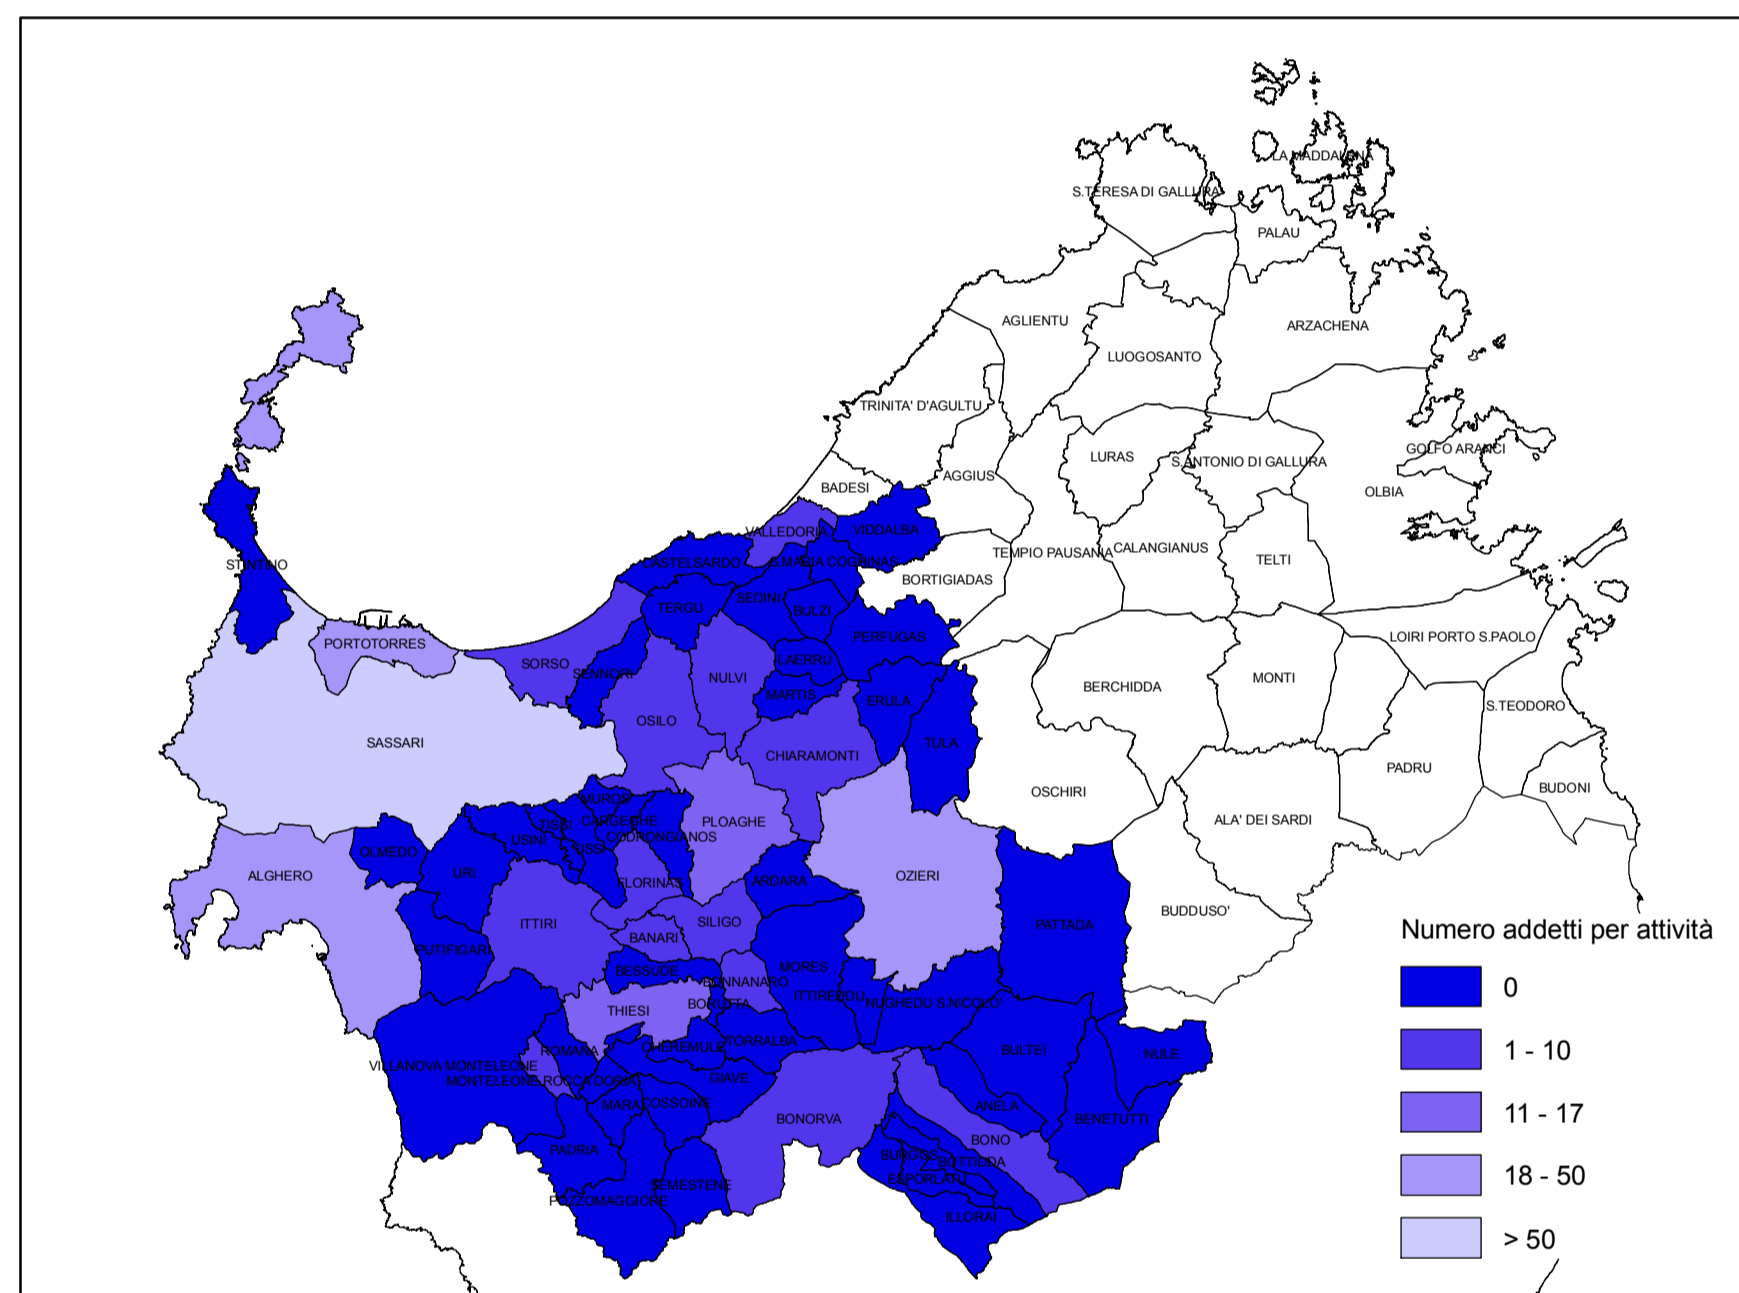 LA MADDALENA
S.TERESA DI GALLURA
PALAU
AGLIENTU
ARZACHENA
LUOGOSANTO
TRINITA' D'AGULTU
GOLFO ARANCI
LURAS
S.ANTONIO DI GALLURA
AGGIUS
BADESI
OLBIA
VALLEDORIA
VIDDALBA
TEMPIO PAUSANIA
CALANGIANUS
TELTI
STINTINO
CASTELSARDO
S.MARIA COGHINAS
BORTIGIADAS
SEDINI
TERGU
BULZI
PERFUGAS
LOIRI PORTO S.PAOLO
PORTOTORRES
SORSO
LAERRU
SENNORI
NULVI
MONTI
BERCHIDDA
MARTIS
ERULA
S.TEODORO
OSILO
SASSARI
TULA
CHIARAMONTI
PADRU
BUDONI
OSCHIRI
MUROS
CARGEGHE
PLOAGHE
ALA' DEI SARDI
TISSI
USINI
CODRONGIANOS
OSSI
OLMEDO
URI
ALGHERO
FLORINAS
ARDARA
OZIERI
BUDDUSO'
ITTIRI
SILIGO
PATTADA
BANARI
PUTIFIGARI
BESSUDE
MORES
BONNANARO
ITTIREDDU
NUGHEDU S.NICOLO'
BORUTTA
THIESI
TORRALBA
CHEREMULE
ROMANA
BULTEI
NULE
VILLANOVA MONTELEONE
MONTELEONE ROCCA DORIA
GIAVE
MARA
COSSOINE
ANELA
BONORVA
BENETUTTI
BONO
PADRIA
BURGOS
BOTTIDDA
ESPORLATU
SEMESTENE
POZZOMAGGIORE
ILLORAI
Numero addetti per attività
0
1 - 10
11 - 17
18 - 50
> 50